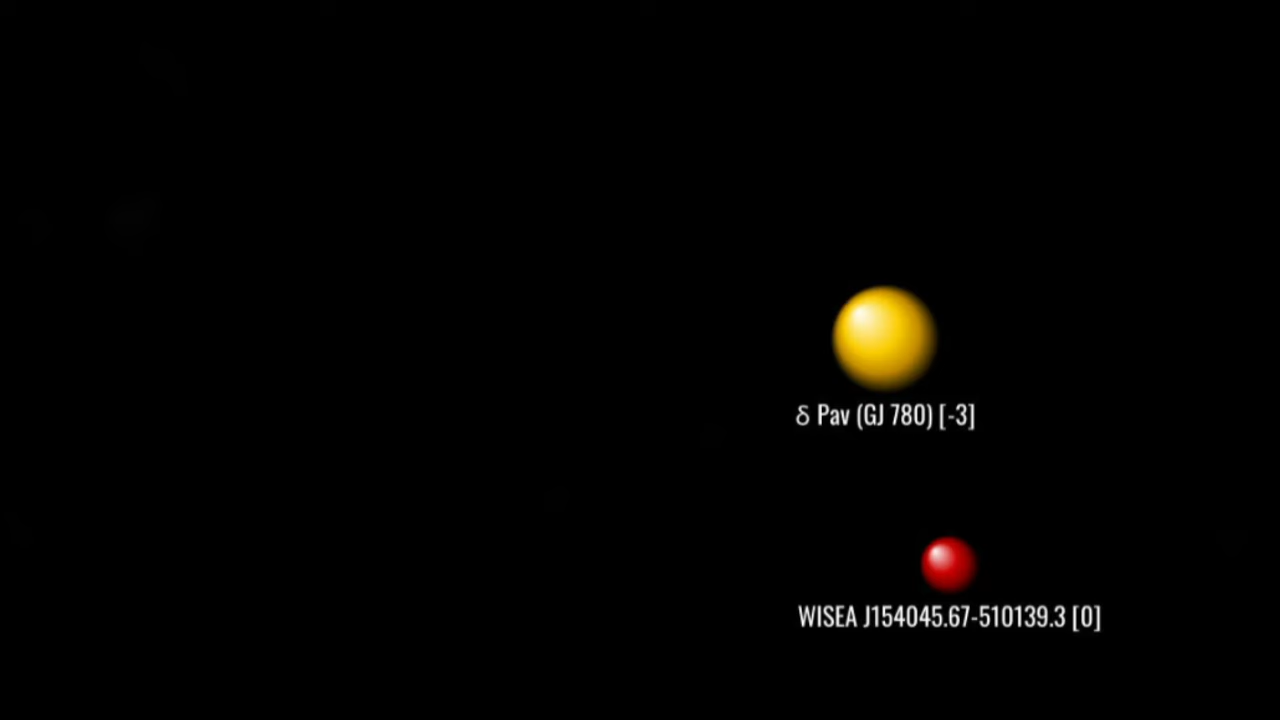 δ Pav (GJ 780) [-3]
WISEA J154045.67-510139.3 [0]